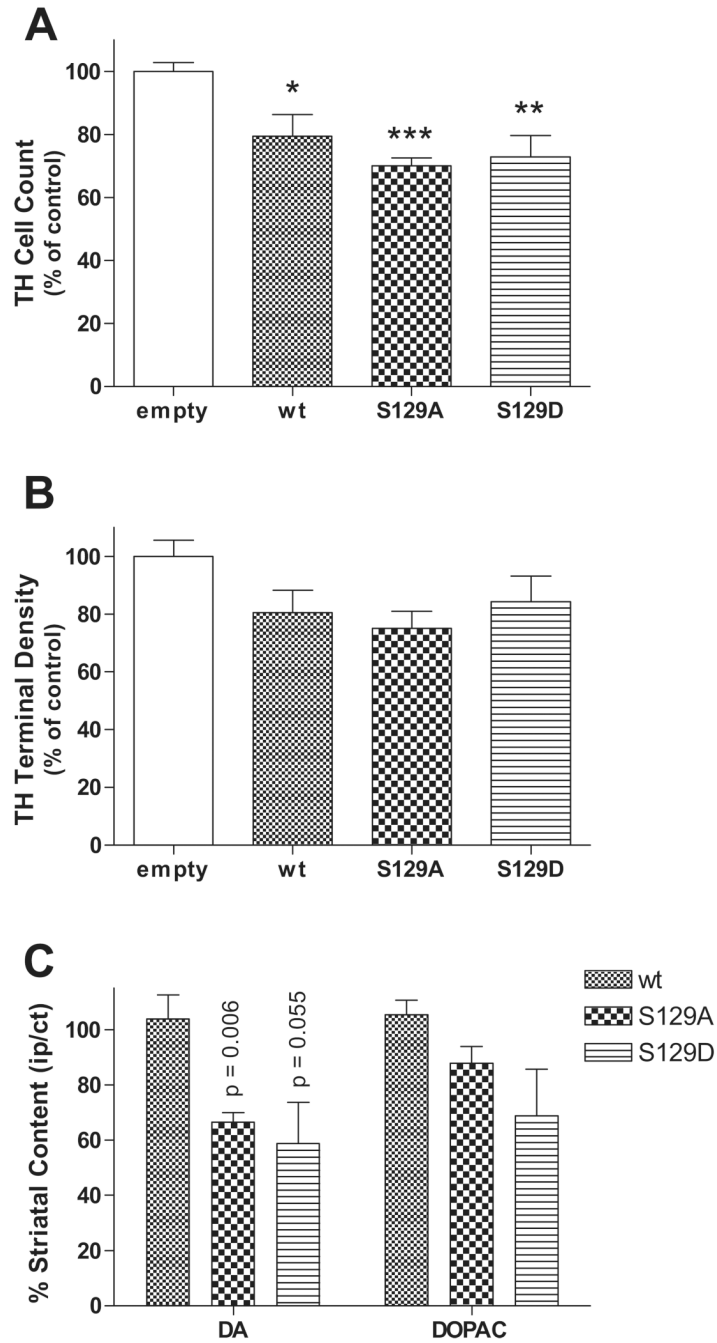 A
TH Cell Count
(% of control)
100
80
60
40
20
0
*
***
**
empty wt S129A S129D
B
TH Terminal Density
(% of control)
100
80
60
40
20
0
empty wt S129A S129D
C
% Striatal Content (ip/ct)
100
80
60
40
20
0
p = 0.006
p = 0.055
DA DOPAC
wt
S129A
S129D